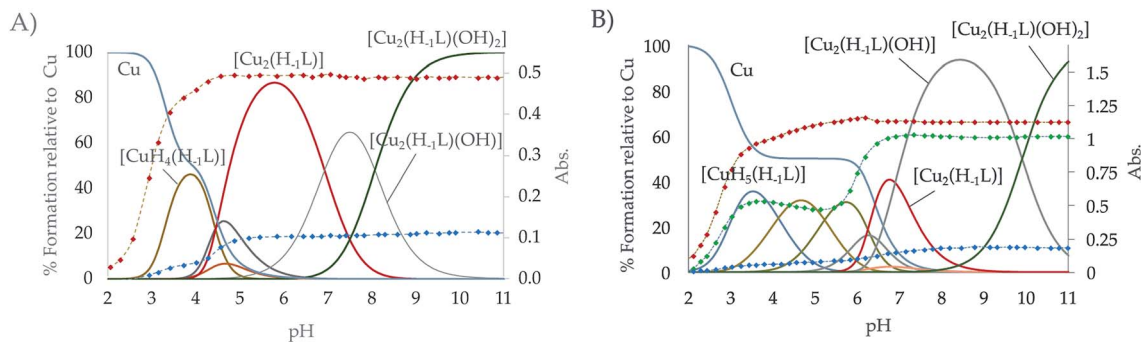 A)
[Cu₂(H₋₁L)(OH)₂]
[Cu₂(H₋₁L)]
Cu
[CuH₄(H₋₁L)]
[Cu₂(H₋₁L)(OH)]
% Formation relative to Cu
100
80
60
40
20
0
Abs.
0.5
0.4
0.3
0.2
0.1
0.0
2 3 4 5 6 7 8 9 10 11
pH
B)
[Cu₂(H₋₁L)(OH)₂]
[Cu₂(H₋₁L)(OH)]
Cu
[CuH₅(H₋₁L)]
[Cu₂(H₋₁L)]
% Formation relative to Cu
100
80
60
40
20
0
Abs.
1.5
1.25
1
0.75
0.5
0.2
0
2 3 4 5 6 7 8 9 10 11
pH